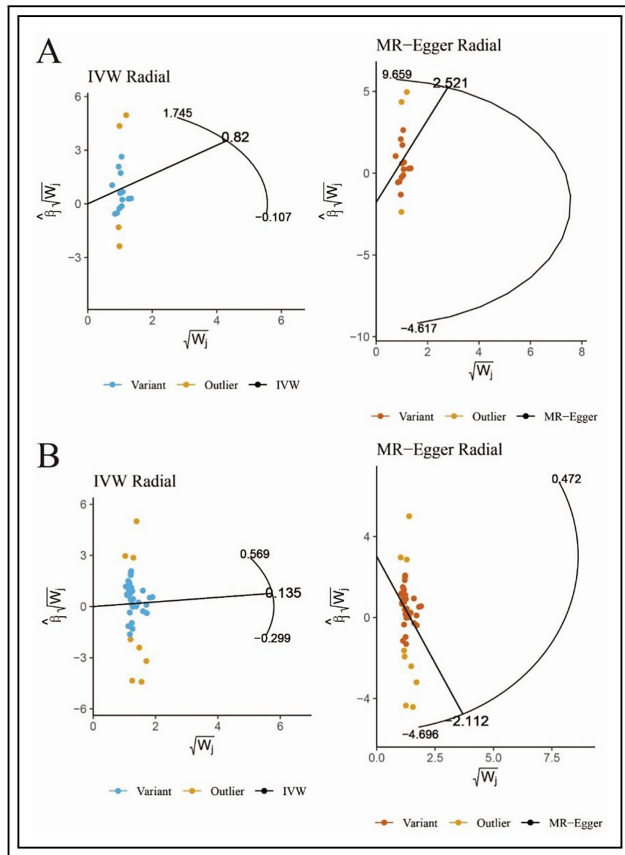 A
IVW Radial
6
3
0
−3
0
2
4
6
1.745
0.82
−0.107
β̂j√Wj
√Wj
Variant
Outlier
IVW
MR−Egger Radial
5
0
−5
−10
0
2
4
6
8
9.659
2.521
−4.617
β̂j√Wj
√Wj
Variant
Outlier
MR−Egger
B
IVW Radial
6
3
0
−3
−6
0
2
4
6
8
0.569
0.135
−0.299
β̂j√Wj
√Wj
Variant
Outlier
IVW
MR−Egger Radial
4
0
−4
0.0
2.5
5.0
7.5
0.472
−2.112
−4.696
β̂j√Wj
√Wj
Variant
Outlier
MR−Egger